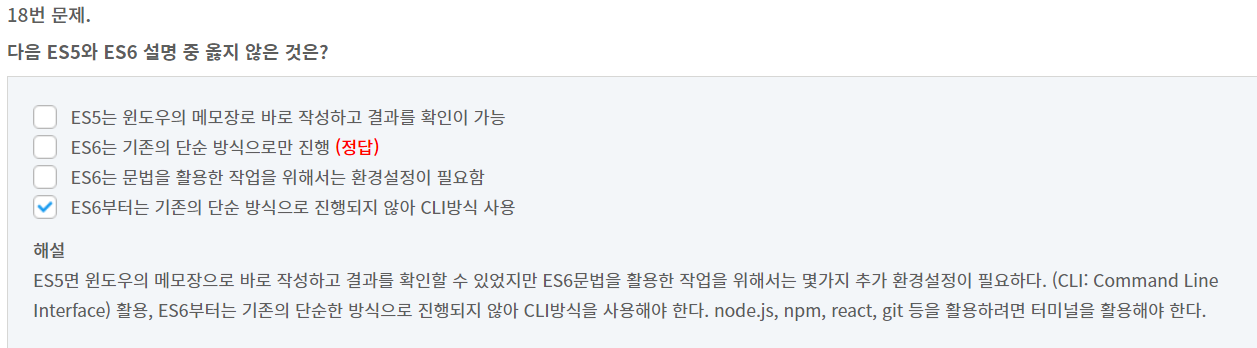 18번 문제.
다음 ES5와 ES6 설명 중 옳지 않은 것은?
ES5는 윈도우의 메모장로 바로 작성하고 결과를 확인이 가능
ES6는 기존의 단순 방식으로만 진행 (정답)
ES6는 문법을 활용한 작업을 위해서는 환경설정이 필요함
ES6부터는 기존의 단순 방식으로 진행되지 않아 CLI방식 사용
해설
ES5면 윈도우의 메모장으로 바로 작성하고 결과를 확인할 수 있었지만 ES6문법을 활용한 작업을 위해서는 몇가지 추가 환경설정이 필요하다. (CLI: Command Line
Interface) 활용, ES6부터는 기존의 단순한 방식으로 진행되지 않아 CLI방식을 사용해야 한다. node.js, npm, react, git 등을 활용하려면 터미널을 활용해야 한다.